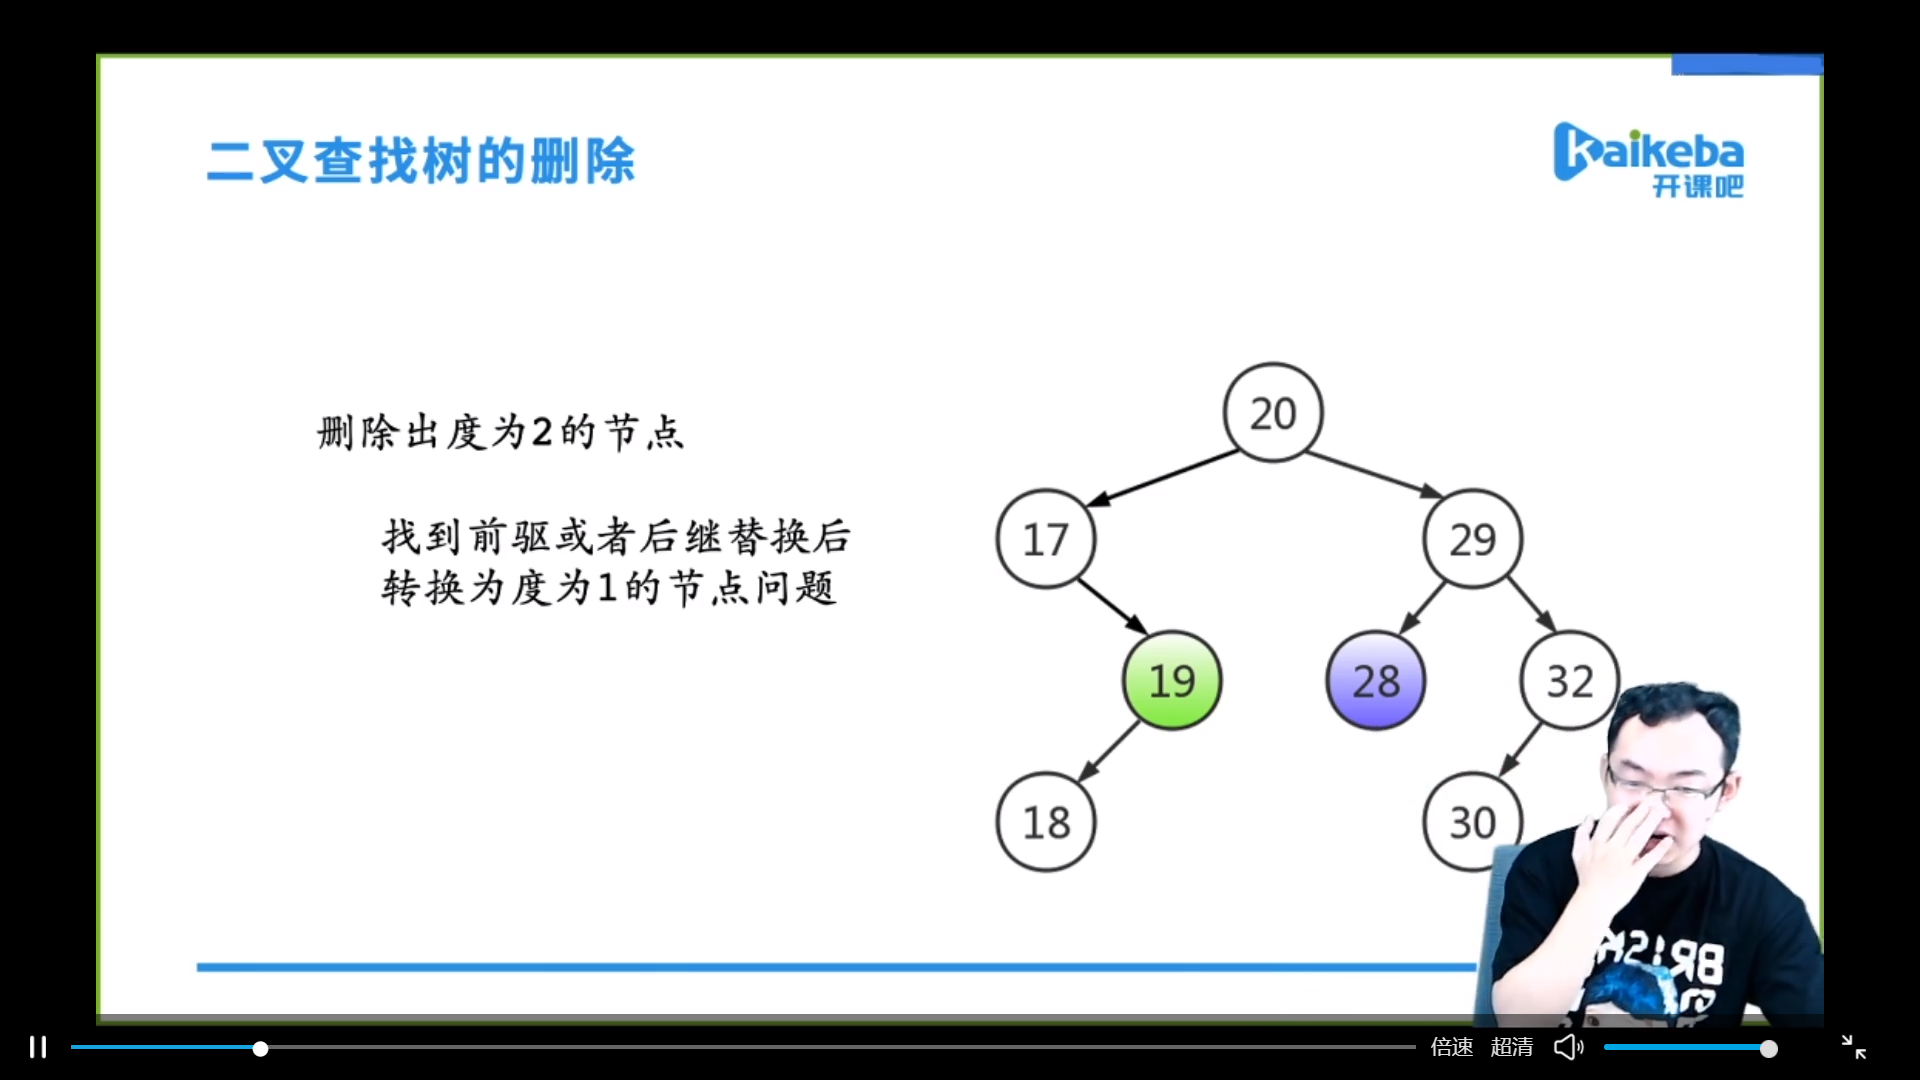 二叉查找树的删除
kaikeba
开课吧
删除出度为2的节点
找到前驱或者后继替换后
转换为度为1的节点问题
20
17
29
19
28
32
18
30
倍速 超清